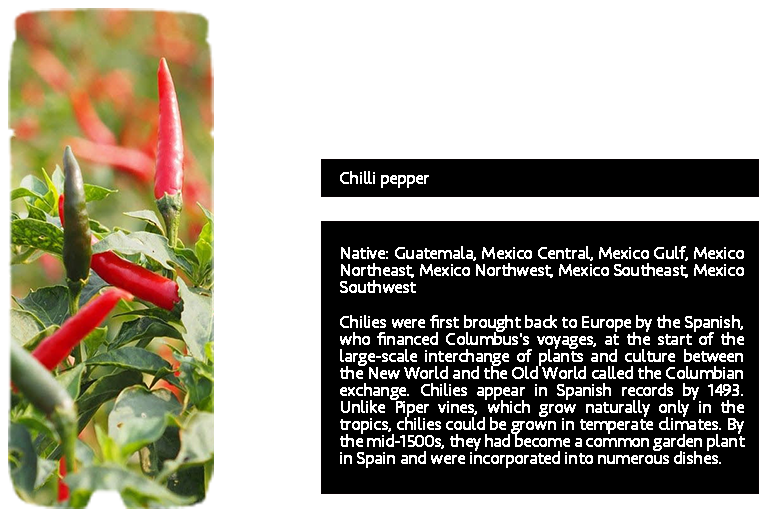 Chilli pepper
Native: Guatemala, Mexico Central, Mexico Gulf, Mexico
Northeast, Mexico Northwest, Mexico Southeast, Mexico
Southwest
Chilies were first brought back to Europe by the Spanish,
who financed Columbus's voyages, at the start of the
large-scale interchange of plants and culture between
the New World and the Old World called the Columbian
exchange. Chilies appear in Spanish records by 1493.
Unlike Piper vines, which grow naturally only in the
tropics, chilies could be grown in temperate climates. By
the mid-1500s, they had become a common garden plant
in Spain and were incorporated into numerous dishes.